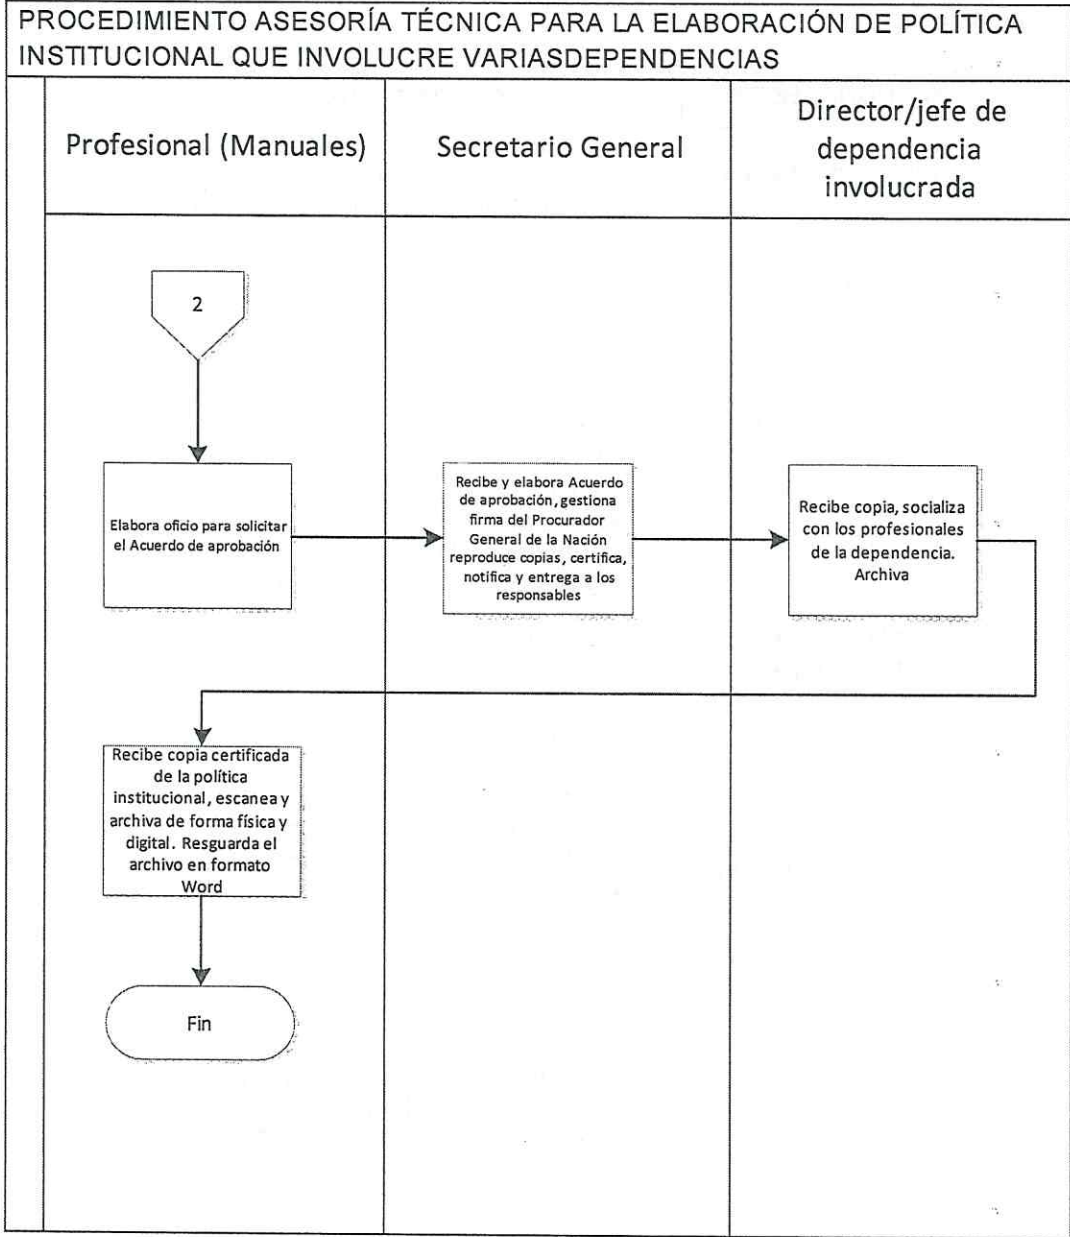 PROCEDIMIENTO ASESORÍA TÉCNICA PARA LA ELABORACIÓN DE POLÍTICA
INSTITUCIONAL QUE INVOLUCRE VARIASDEPENDENCIAS
Profesional (Manuales)
Secretario General
Director/jefe de
dependencia
involucrada
2
Elabora oficio para solicitar
el Acuerdo de aprobación
Recibe y elabora Acuerdo
de aprobación, gestiona
firma del Procurador
General de la Nación
reproduce copias, certifica,
notifica y entrega a los
responsables
Recibe copia, socializa
con los profesionales
de la dependencia.
Archiva
Recibe copia certificada
de la política
institucional, escanea y
archiva de forma física y
digital. Resguarda el
archivo en formato
Word
Fin